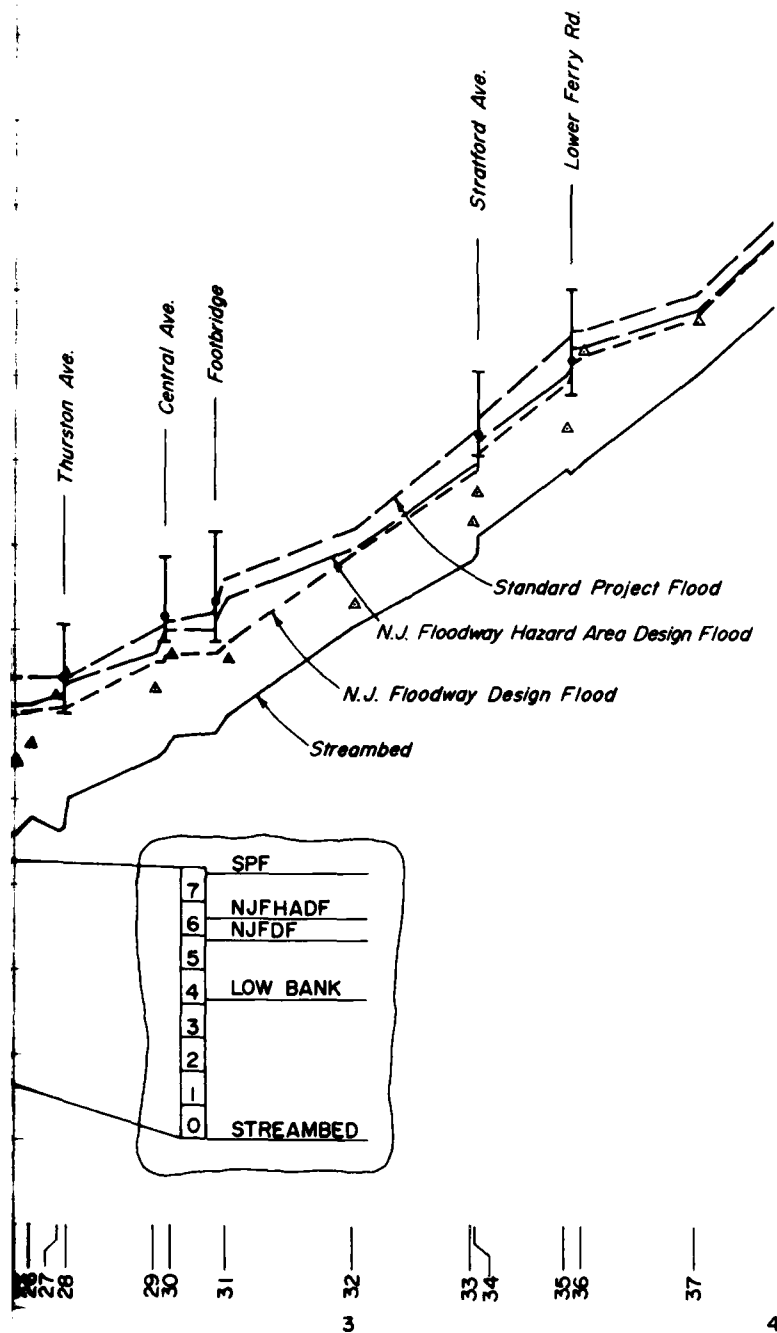 Thurston Ave.
Central Ave.
Footbridge
Stratford Ave.
Lower Ferry Rd.
Standard Project Flood
N.J. Floodway Hazard Area Design Flood
N.J. Floodway Design Flood
Streambed
SPF
7
NJFHADF
6
NJFDF
5
4
LOW BANK
3
2
1
0
STREAMBED
26
27
28
29
30
31
32
33
34
35
36
37
3
4